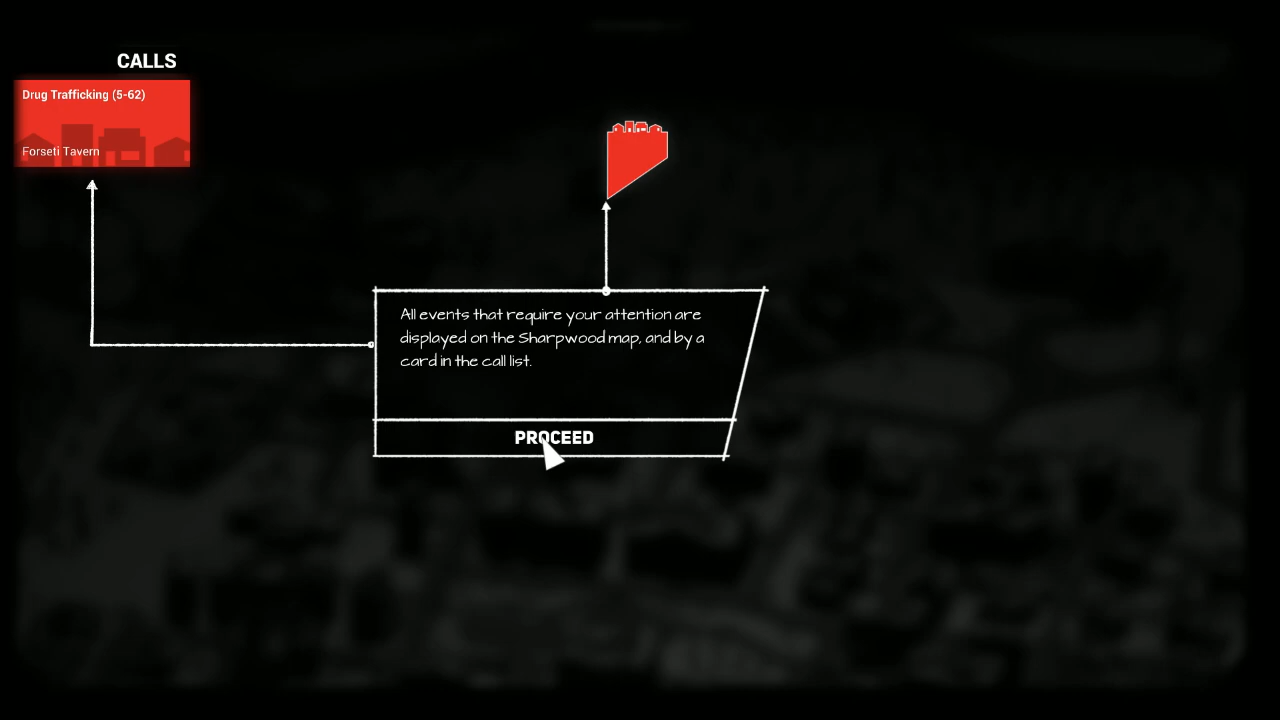 CALLS
Drug Trafficking (5-62)
Forseti Tavern
All events that require your attention are
displayed on the Sharpwood map, and by a
card in the call list.
PROCEED